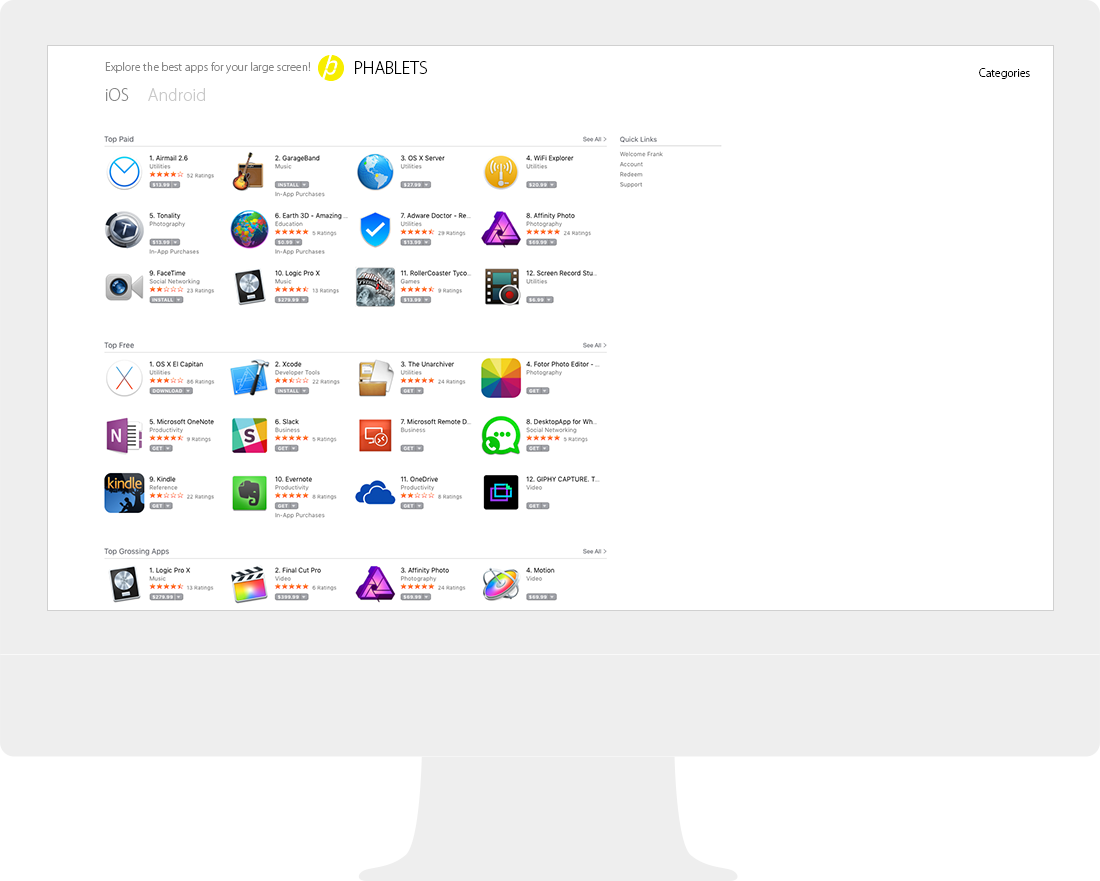 Explore the best apps for your large screen!
PHABLETS
Categories
iOS Android
Top Paid
See All >
Quick Links
Welcome Frank
Account
Redeem
Support
1. Airmail 2.6
Utilities
52 Ratings
$13.99
2. GarageBand
Music
INSTALL
In-App Purchases
3. OS X Server
Utilities
$27.99
4. WiFi Explorer
Utilities
$20.99
5. Tonality
Photography
$13.99
In-App Purchases
6. Earth 3D - Amazing ...
Education
5 Ratings
$0.99
In-App Purchases
7. Adware Doctor - Re...
Utilities
29 Ratings
$13.99
8. Affinity Photo
Photography
24 Ratings
$69.99
9. FaceTime
Social Networking
23 Ratings
INSTALL
10. Logic Pro X
Music
13 Ratings
$279.99
11. RollerCoaster Tyco...
Games
9 Ratings
$13.99
12. Screen Record Stu...
Utilities
$6.99
Top Free
See All >
1. OS X El Capitan
Utilities
86 Ratings
DOWNLOAD
2. Xcode
Developer Tools
22 Ratings
INSTALL
3. The Unarchiver
Utilities
24 Ratings
GET
4. Fotor Photo Editor - ...
Photography
GET
5. Microsoft OneNote
Productivity
9 Ratings
GET
N
6. Slack
Business
5 Ratings
GET
S
7. Microsoft Remote D...
Business
GET
8. DesktopApp for Wh...
Social Networking
5 Ratings
GET
kindle
9. Kindle
Reference
22 Ratings
GET
10. Evernote
Productivity
8 Ratings
GET
In-App Purchases
11. OneDrive
Productivity
8 Ratings
GET
12. GIPHY CAPTURE. T...
Video
GET
Top Grossing Apps
See All >
1. Logic Pro X
Music
13 Ratings
$279.99
2. Final Cut Pro
Video
6 Ratings
$399.99
3. Affinity Photo
Photography
24 Ratings
$69.99
4. Motion
Video
$69.99